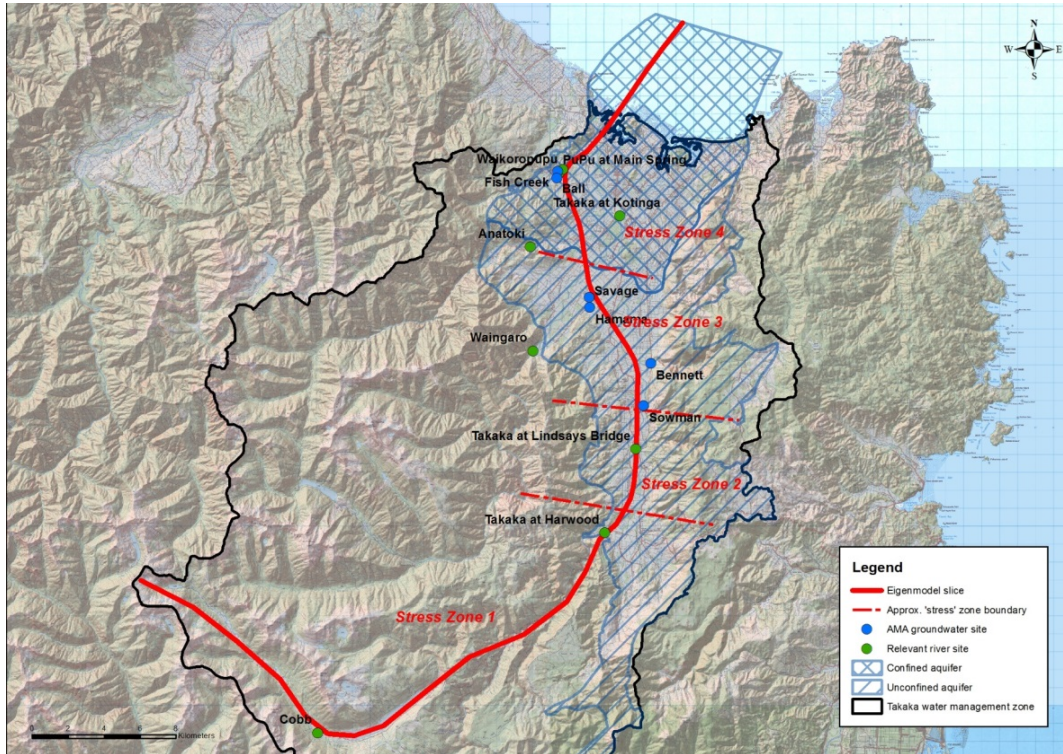 N
W E
S
Waikoropupu PuPu at Main Spring
Fish Creek Ball
Takaka at Kotinga
Anatoki Stress Zone 4
Savage
Hamama Stress Zone 3
Waingaro
Bennett
Sowman
Takaka at Lindsays Bridge
Stress Zone 2
Takaka at Harwood
Stress Zone 1
Cobb
Kilometers
Legend
Eigenmodel slice
Approx. 'stress' zone boundary
AMA groundwater site
Relevant river site
Confined aquifer
Unconfined aquifer
Takaka water management zone